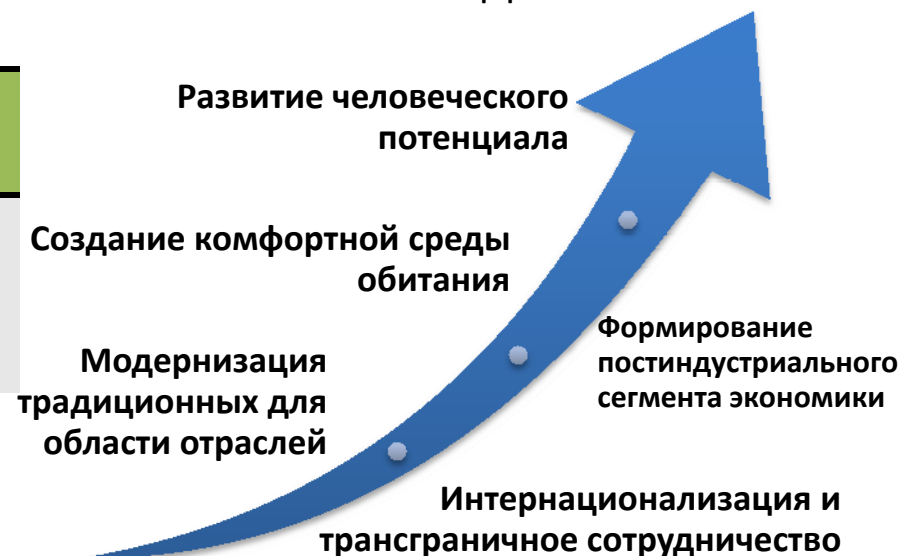 Развитие человеческого
потенциала
Создание комфортной среды
обитания
Формирование
постиндустриального
сегмента экономики
Модернизация
традиционных для
области отраслей
Интернационализация и
трансграничное сотрудничество